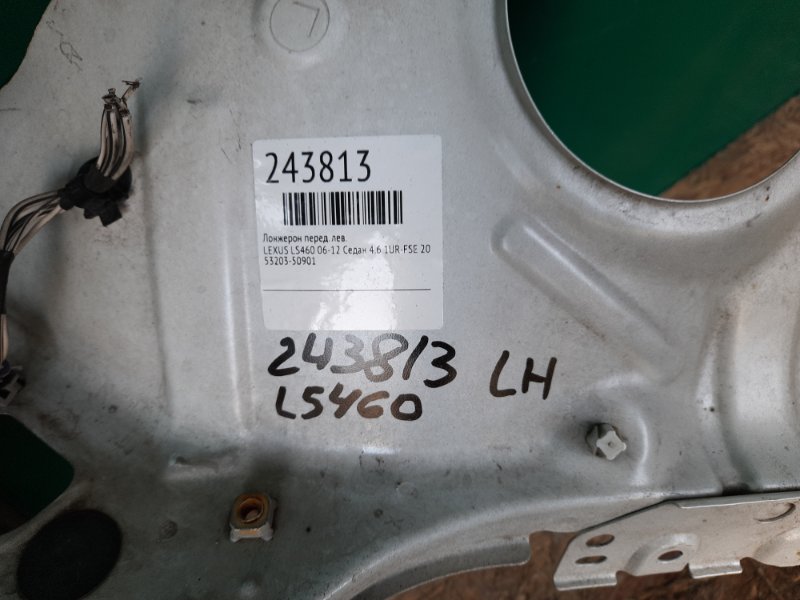 243813
Лонжерон перед. лев.
LEXUS LS460 06-12 Седан 4.6 1UR-FSE 20
53203-50901
243813 LH
LS460